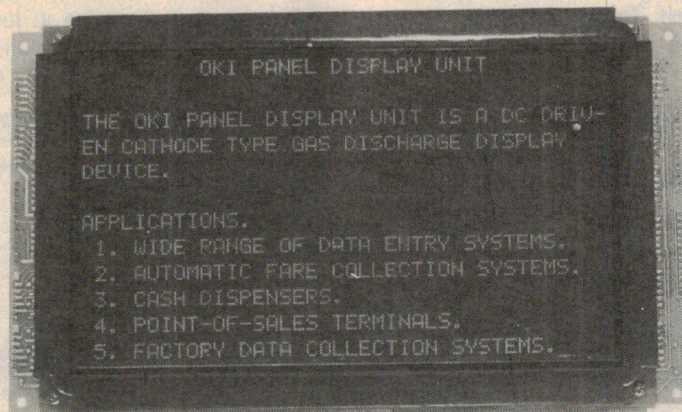 OKI PANEL DISPLAY UNIT
THE OKI PANEL DISPLAY UNIT IS A DC DRIV-
EN CATHODE TYPE GAS DISCHARGE DISPLAY
DEVICE.
APPLICATIONS.
1. WIDE RANGE OF DATA ENTRY SYSTEMS.
2. AUTOMATIC FARE COLLECTION SYSTEMS.
3. CASH DISPENSERS.
4. POINT-OF-SALES TERMINALS.
5. FACTORY DATA COLLECTION SYSTEMS.